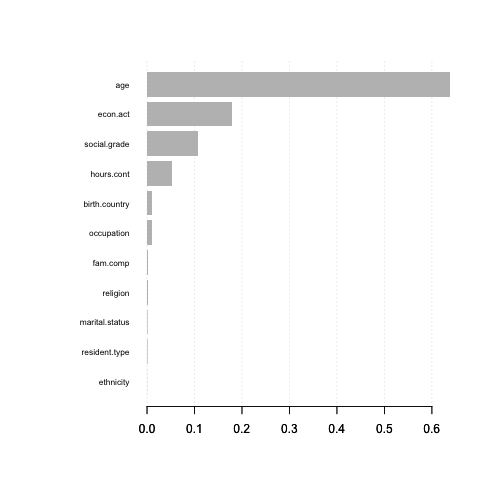 age
econ.act
social.grade
hours.cont
birth.country
occupation
fam.comp
religion
marital.status
resident.type
ethnicity
0.0 0.1 0.2 0.3 0.4 0.5 0.6